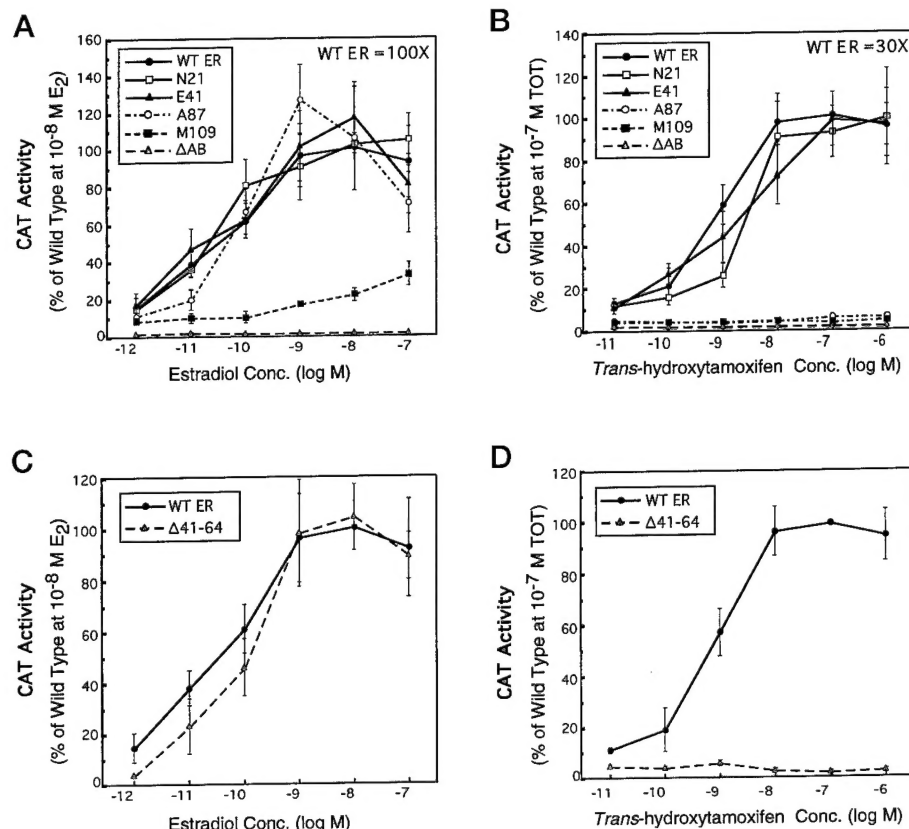 A
CAT Activity
(% of Wild Type at 10⁻⁸ M E₂)
160
140
120
100
80
60
40
20
0
WT ER
N21
E41
A87
M109
ΔAB
WT ER =100X
-12
-11
-10
-9
-8
-7
Estradiol Conc. (log M)
B
CAT Activity
(% of Wild Type at 10⁻⁷ M TOT)
140
120
100
80
60
40
20
0
WT ER
N21
E41
A87
M109
ΔAB
WT ER =30X
-11
-10
-9
-8
-7
-6
Trans-hydroxytamoxifen Conc. (log M)
C
CAT Activity
(% of Wild Type at 10⁻⁸ M E₂)
120
100
80
60
40
20
0
WT ER
Δ41-64
-12
-11
-10
-9
-8
-7
Estradiol Conc. (log M)
D
CAT Activity
(% of Wild Type at 10⁻⁷ M TOT)
120
100
80
60
40
20
0
WT ER
Δ41-64
-11
-10
-9
-8
-7
-6
Trans-hydroxytamoxifen Conc. (log M)